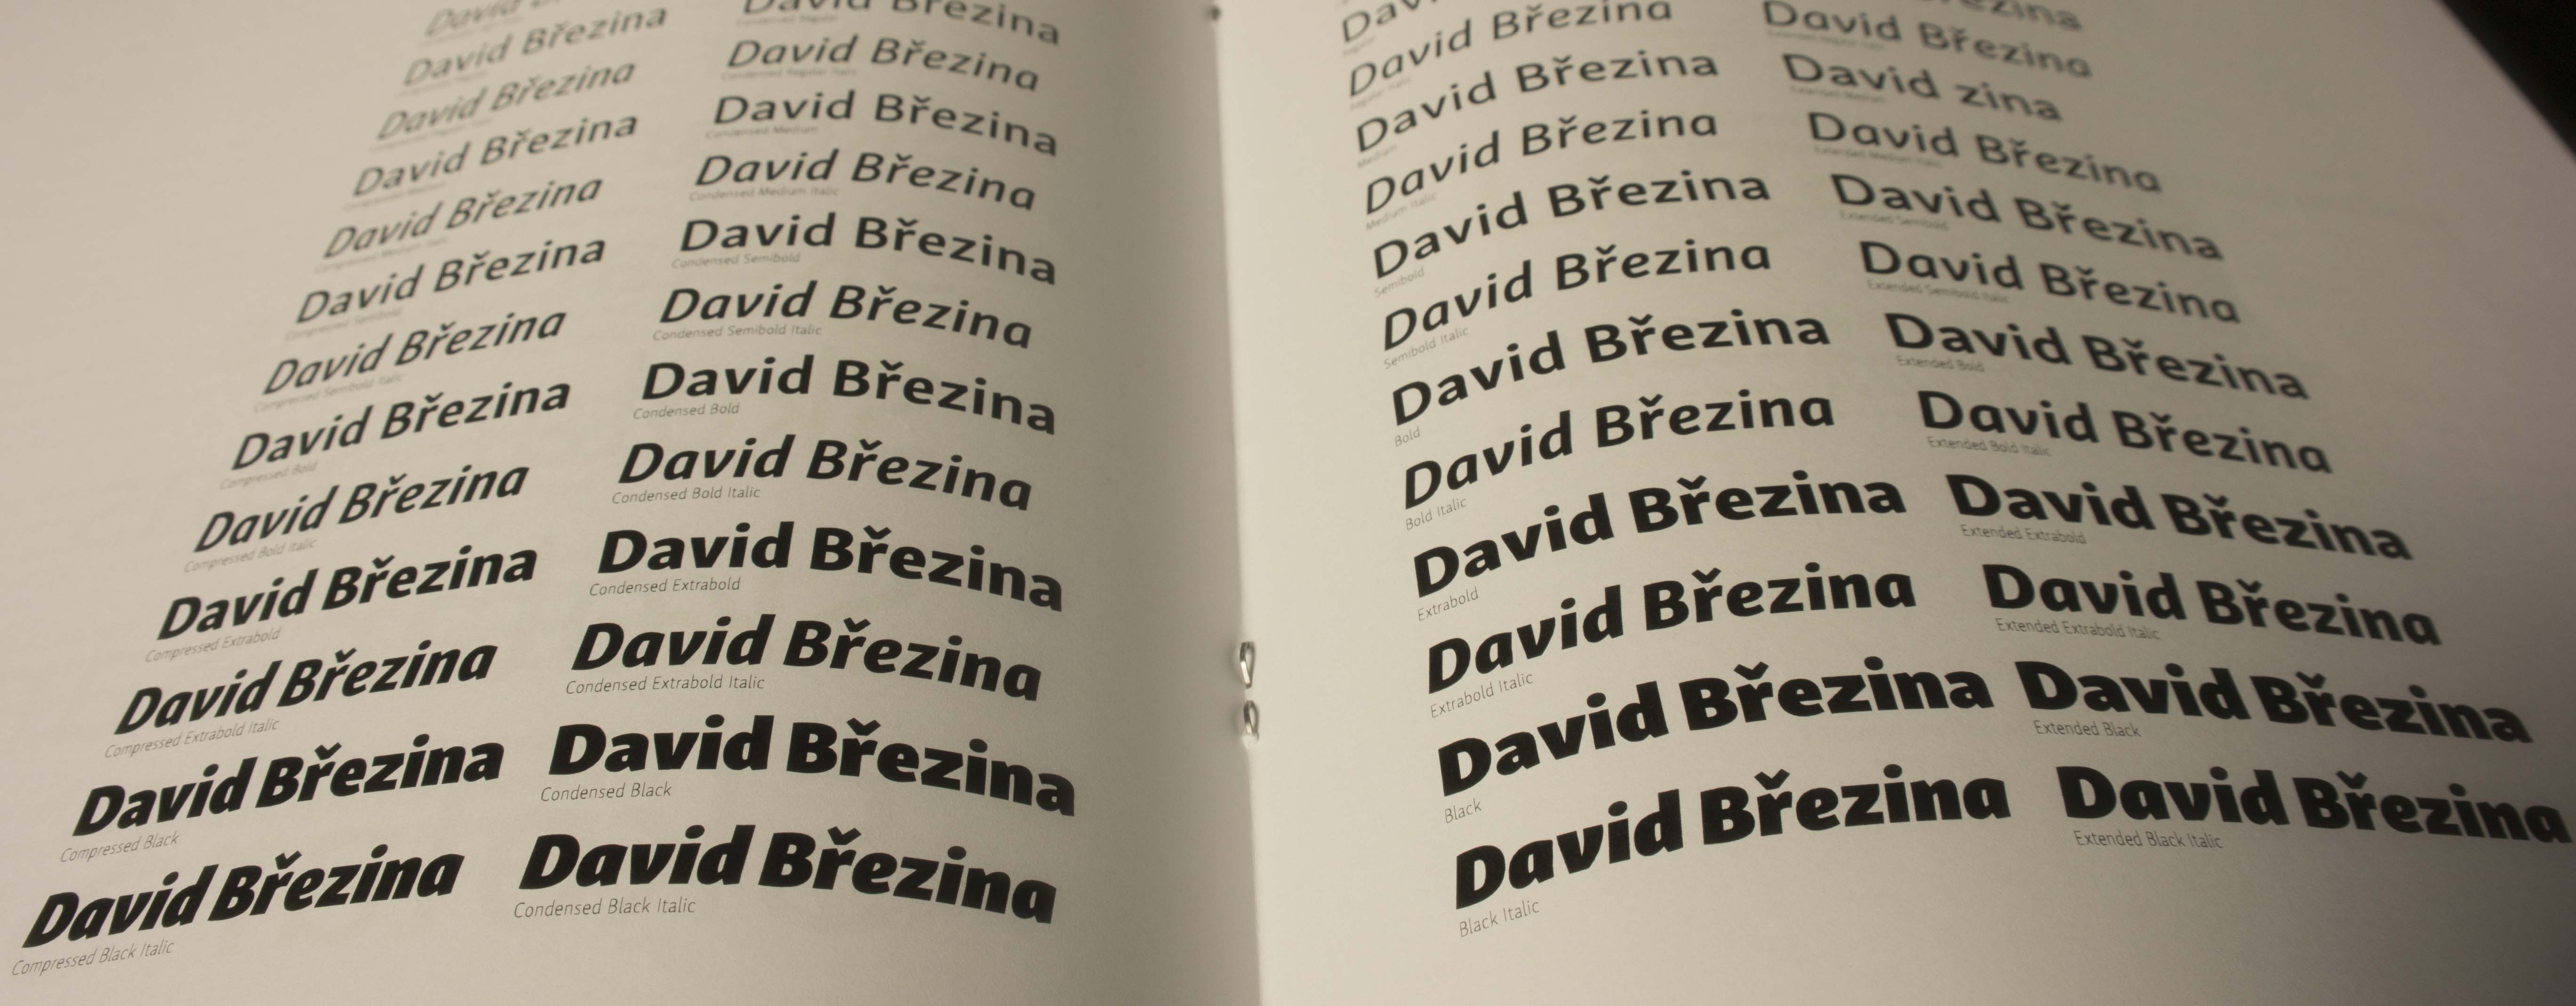 David Březina
David Březina
David Březina
Compressed Medium
David Březina
Compressed Medium Italic
David Březina
Compressed Semibold
David Březina
Compressed Semibold Italic
David Březina
Compressed Bold
David Březina
Compressed Bold Italic
David Březina
Compressed Extrabold
David Březina
Compressed Extrabold Italic
David Březina
Compressed Black
David Březina
Compressed Black Italic
David Březina
Condensed Regular
David Březina
Condensed Regular Italic
David Březina
Condensed Medium
David Březina
Condensed Medium Italic
David Březina
Condensed Semibold
David Březina
Condensed Semibold Italic
David Březina
Condensed Bold
David Březina
Condensed Bold Italic
David Březina
Condensed Extrabold
David Březina
Condensed Extrabold Italic
David Březina
Condensed Black
David Březina
Condensed Black Italic
David Březina
Regular Italic
David Březina
Medium
David Březina
Medium Italic
David Březina
Semibold
David Březina
Semibold Italic
David Březina
Bold
David Březina
Bold Italic
David Březina
Extrabold
David Březina
Extrabold Italic
David Březina
Black
David Březina
Black Italic
David Březina
Extended Regular Italic
David zina
Extended Medium
David Březina
Extended Medium Italic
David Březina
Extended Semibold
David Březina
Extended Semibold Italic
David Březina
Extended Bold
David Březina
Extended Bold Italic
David Březina
Extended Extrabold
David Březina
Extended Extrabold Italic
David Březina
Extended Black
David Březina
Extended Black Italic